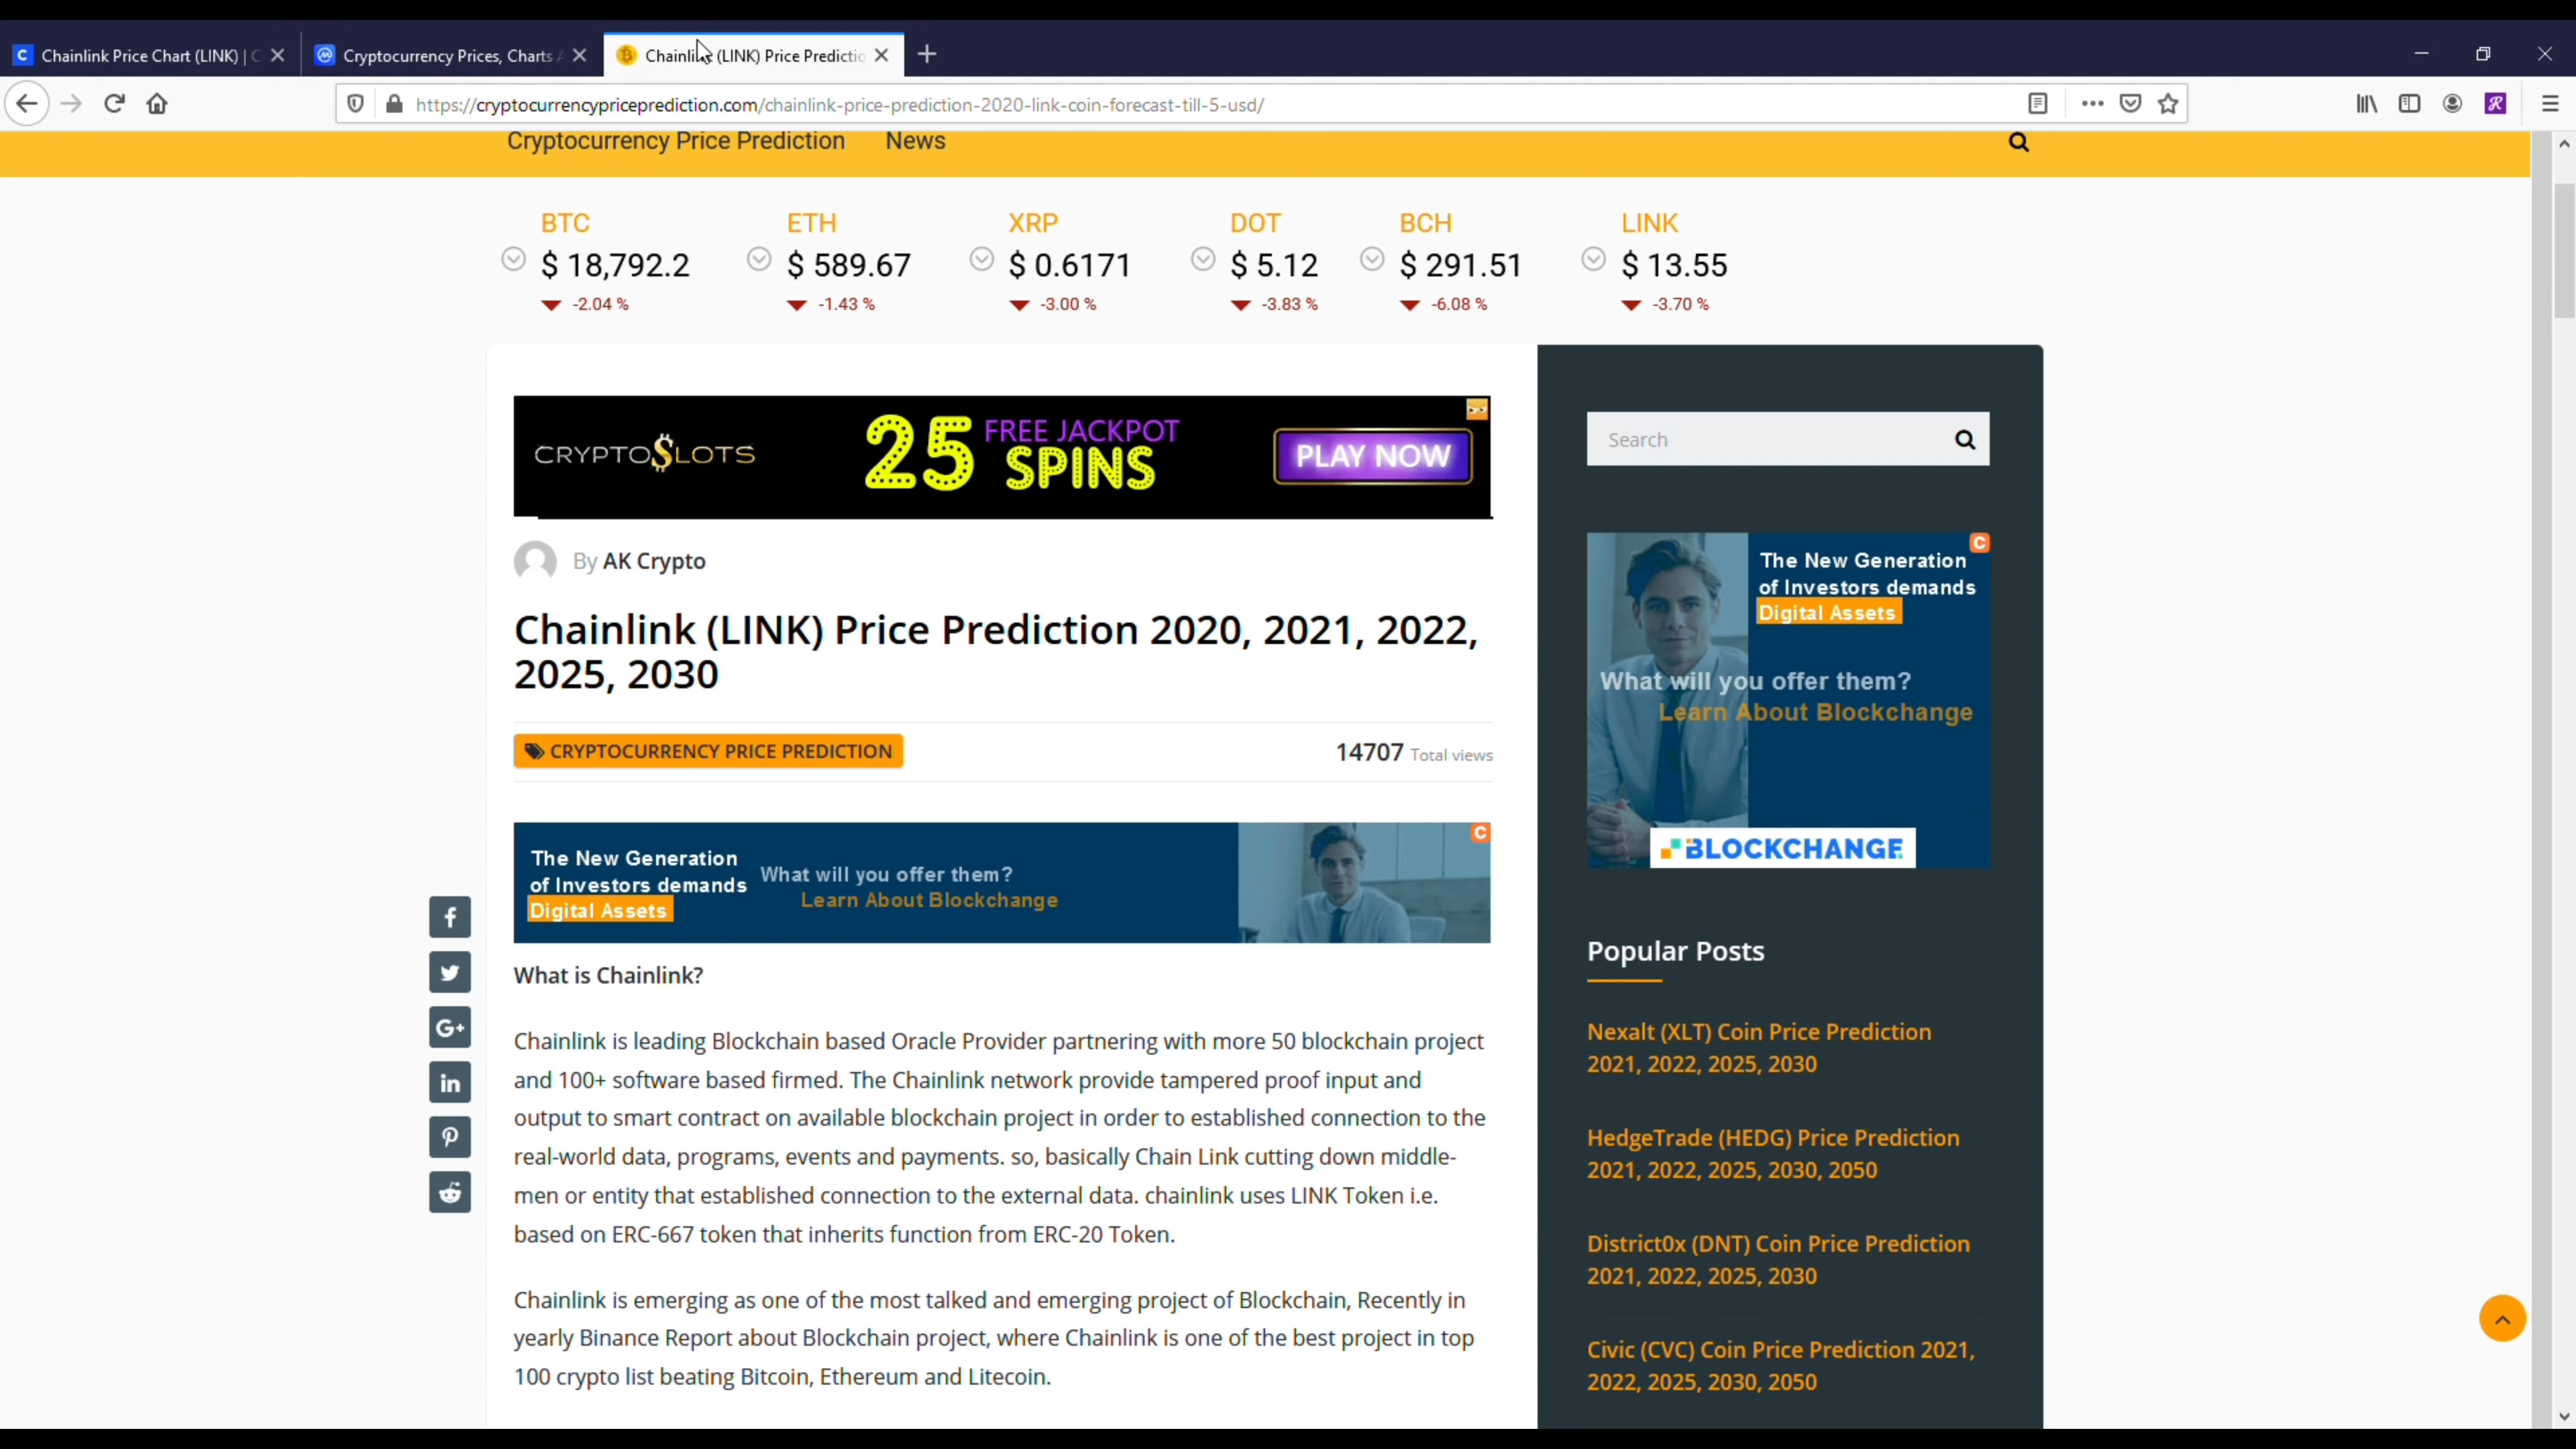 Chainlink Price Chart (LINK) | C
Cryptocurrency Prices, Charts A
Chainlink (LINK) Price Predictio
https://cryptocurrencypriceprediction.com/chainlink-price-prediction-2020-link-coin-forecast-till-5-usd/
Cryptocurrency Price Prediction News
BTC ETH XRP DOT BCH LINK
$ 18,792.2 $ 589.67 $ 0.6171 $ 5.12 $ 291.51 $ 13.55
-2.04 % -1.43 % -3.00 % -3.83 % -6.08 % -3.70 %
CRYPTO$LOTS
25 FREE JACKPOT
SPINS
PLAY NOW
By AK Crypto
Chainlink (LINK) Price Prediction 2020, 2021, 2022,
2025, 2030
CRYPTOCURRENCY PRICE PREDICTION
14707 Total views
The New Generation
of Investors demands
Digital Assets
What will you offer them?
Learn About Blockchange
What is Chainlink?
Chainlink is leading Blockchain based Oracle Provider partnering with more 50 blockchain project
and 100+ software based firmed. The Chainlink network provide tampered proof input and
output to smart contract on available blockchain project in order to established connection to the
real-world data, programs, events and payments. so, basically Chain Link cutting down middle-
men or entity that established connection to the external data. chainlink uses LINK Token i.e.
based on ERC-667 token that inherits function from ERC-20 Token.
Chainlink is emerging as one of the most talked and emerging project of Blockchain, Recently in
yearly Binance Report about Blockchain project, where Chainlink is one of the best project in top
100 crypto list beating Bitcoin, Ethereum and Litecoin.
Search
The New Generation
of Investors demands
Digital Assets
What will you offer them?
Learn About Blockchange
BLOCKCHANGE
Popular Posts
Nexalt (XLT) Coin Price Prediction
2021, 2022, 2025, 2030
HedgeTrade (HEDG) Price Prediction
2021, 2022, 2025, 2030, 2050
District0x (DNT) Coin Price Prediction
2021, 2022, 2025, 2030
Civic (CVC) Coin Price Prediction 2021,
2022, 2025, 2030, 2050